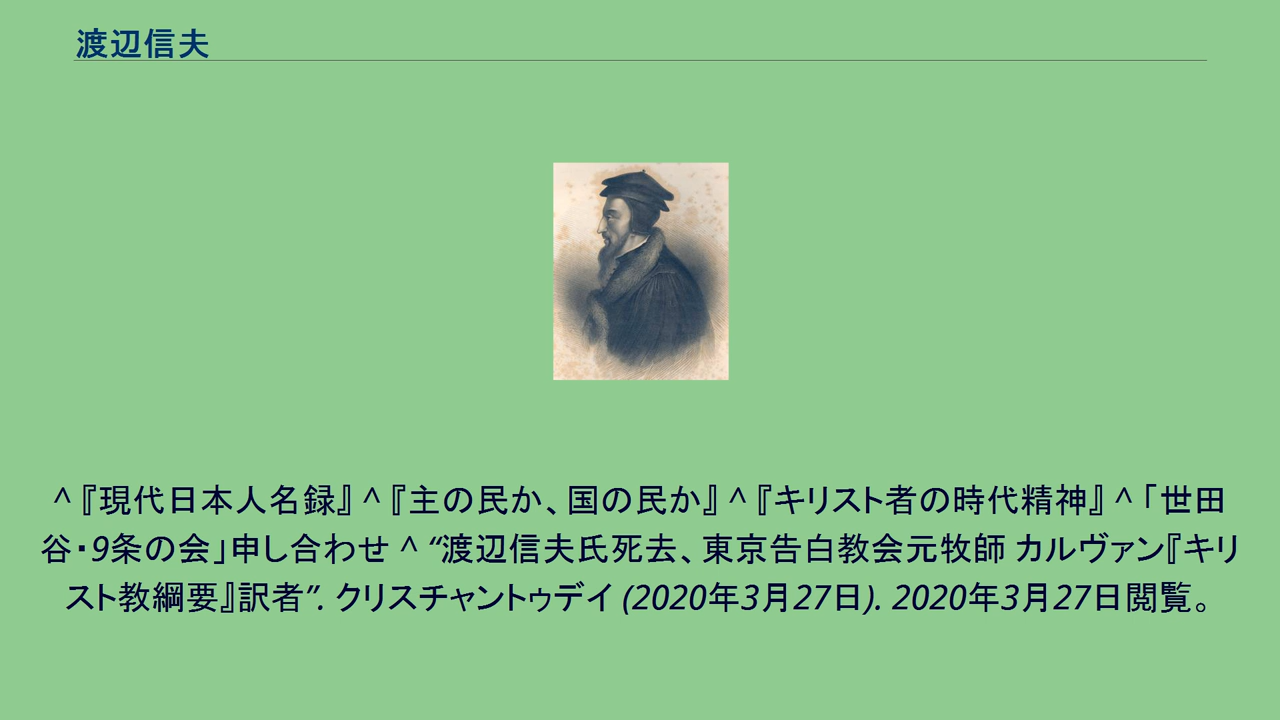 渡辺信夫
^ 『現代日本人名録』 ^ 『主の民か、国の民か』 ^ 『キリスト者の時代精神』 ^ 「世田
谷・9条の会」申し合わせ ^ “渡辺信夫氏死去、東京告白教会元牧師 カルヴァン『キリ
スト教綱要』訳者”. クリスチャントゥデイ (2020年3月27日). 2020年3月27日閲覧。